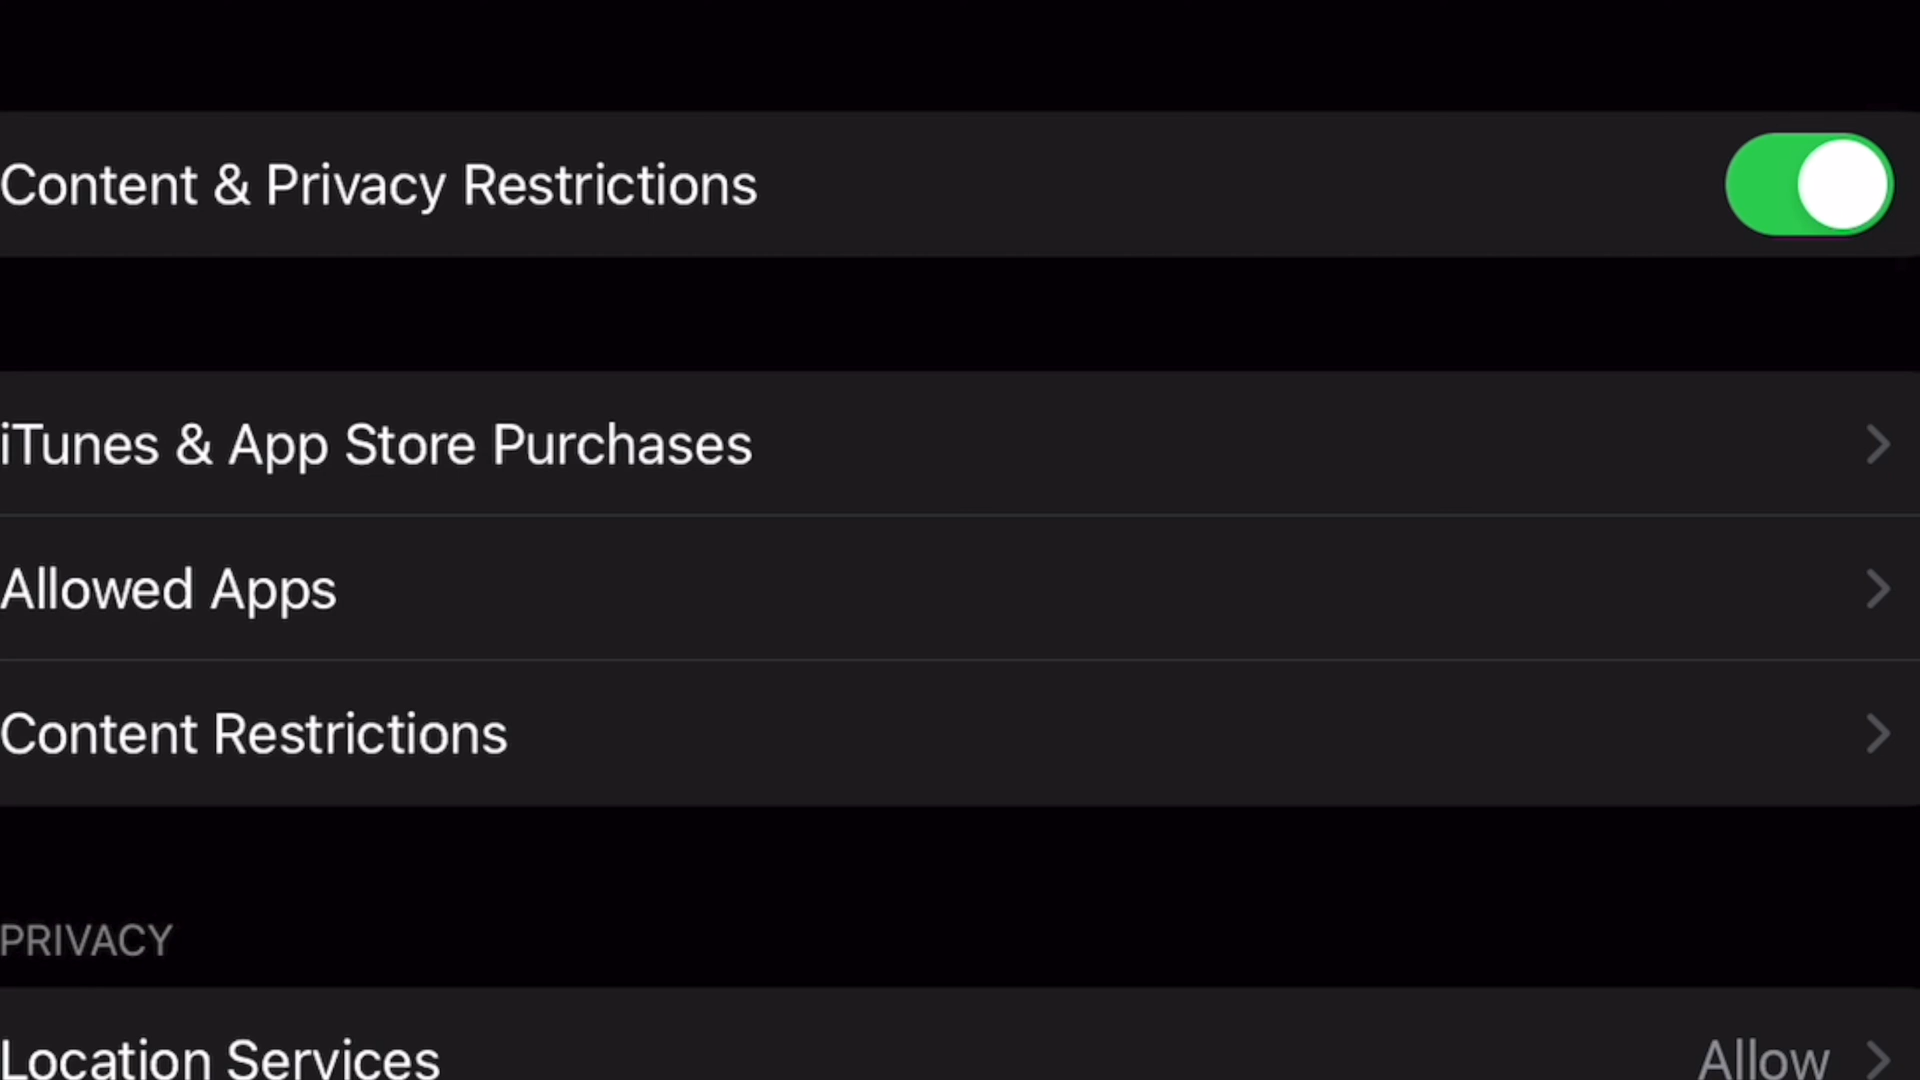 Content & Privacy Restrictions
iTunes & App Store Purchases
Allowed Apps
Content Restrictions
PRIVACY
Location Services Allow